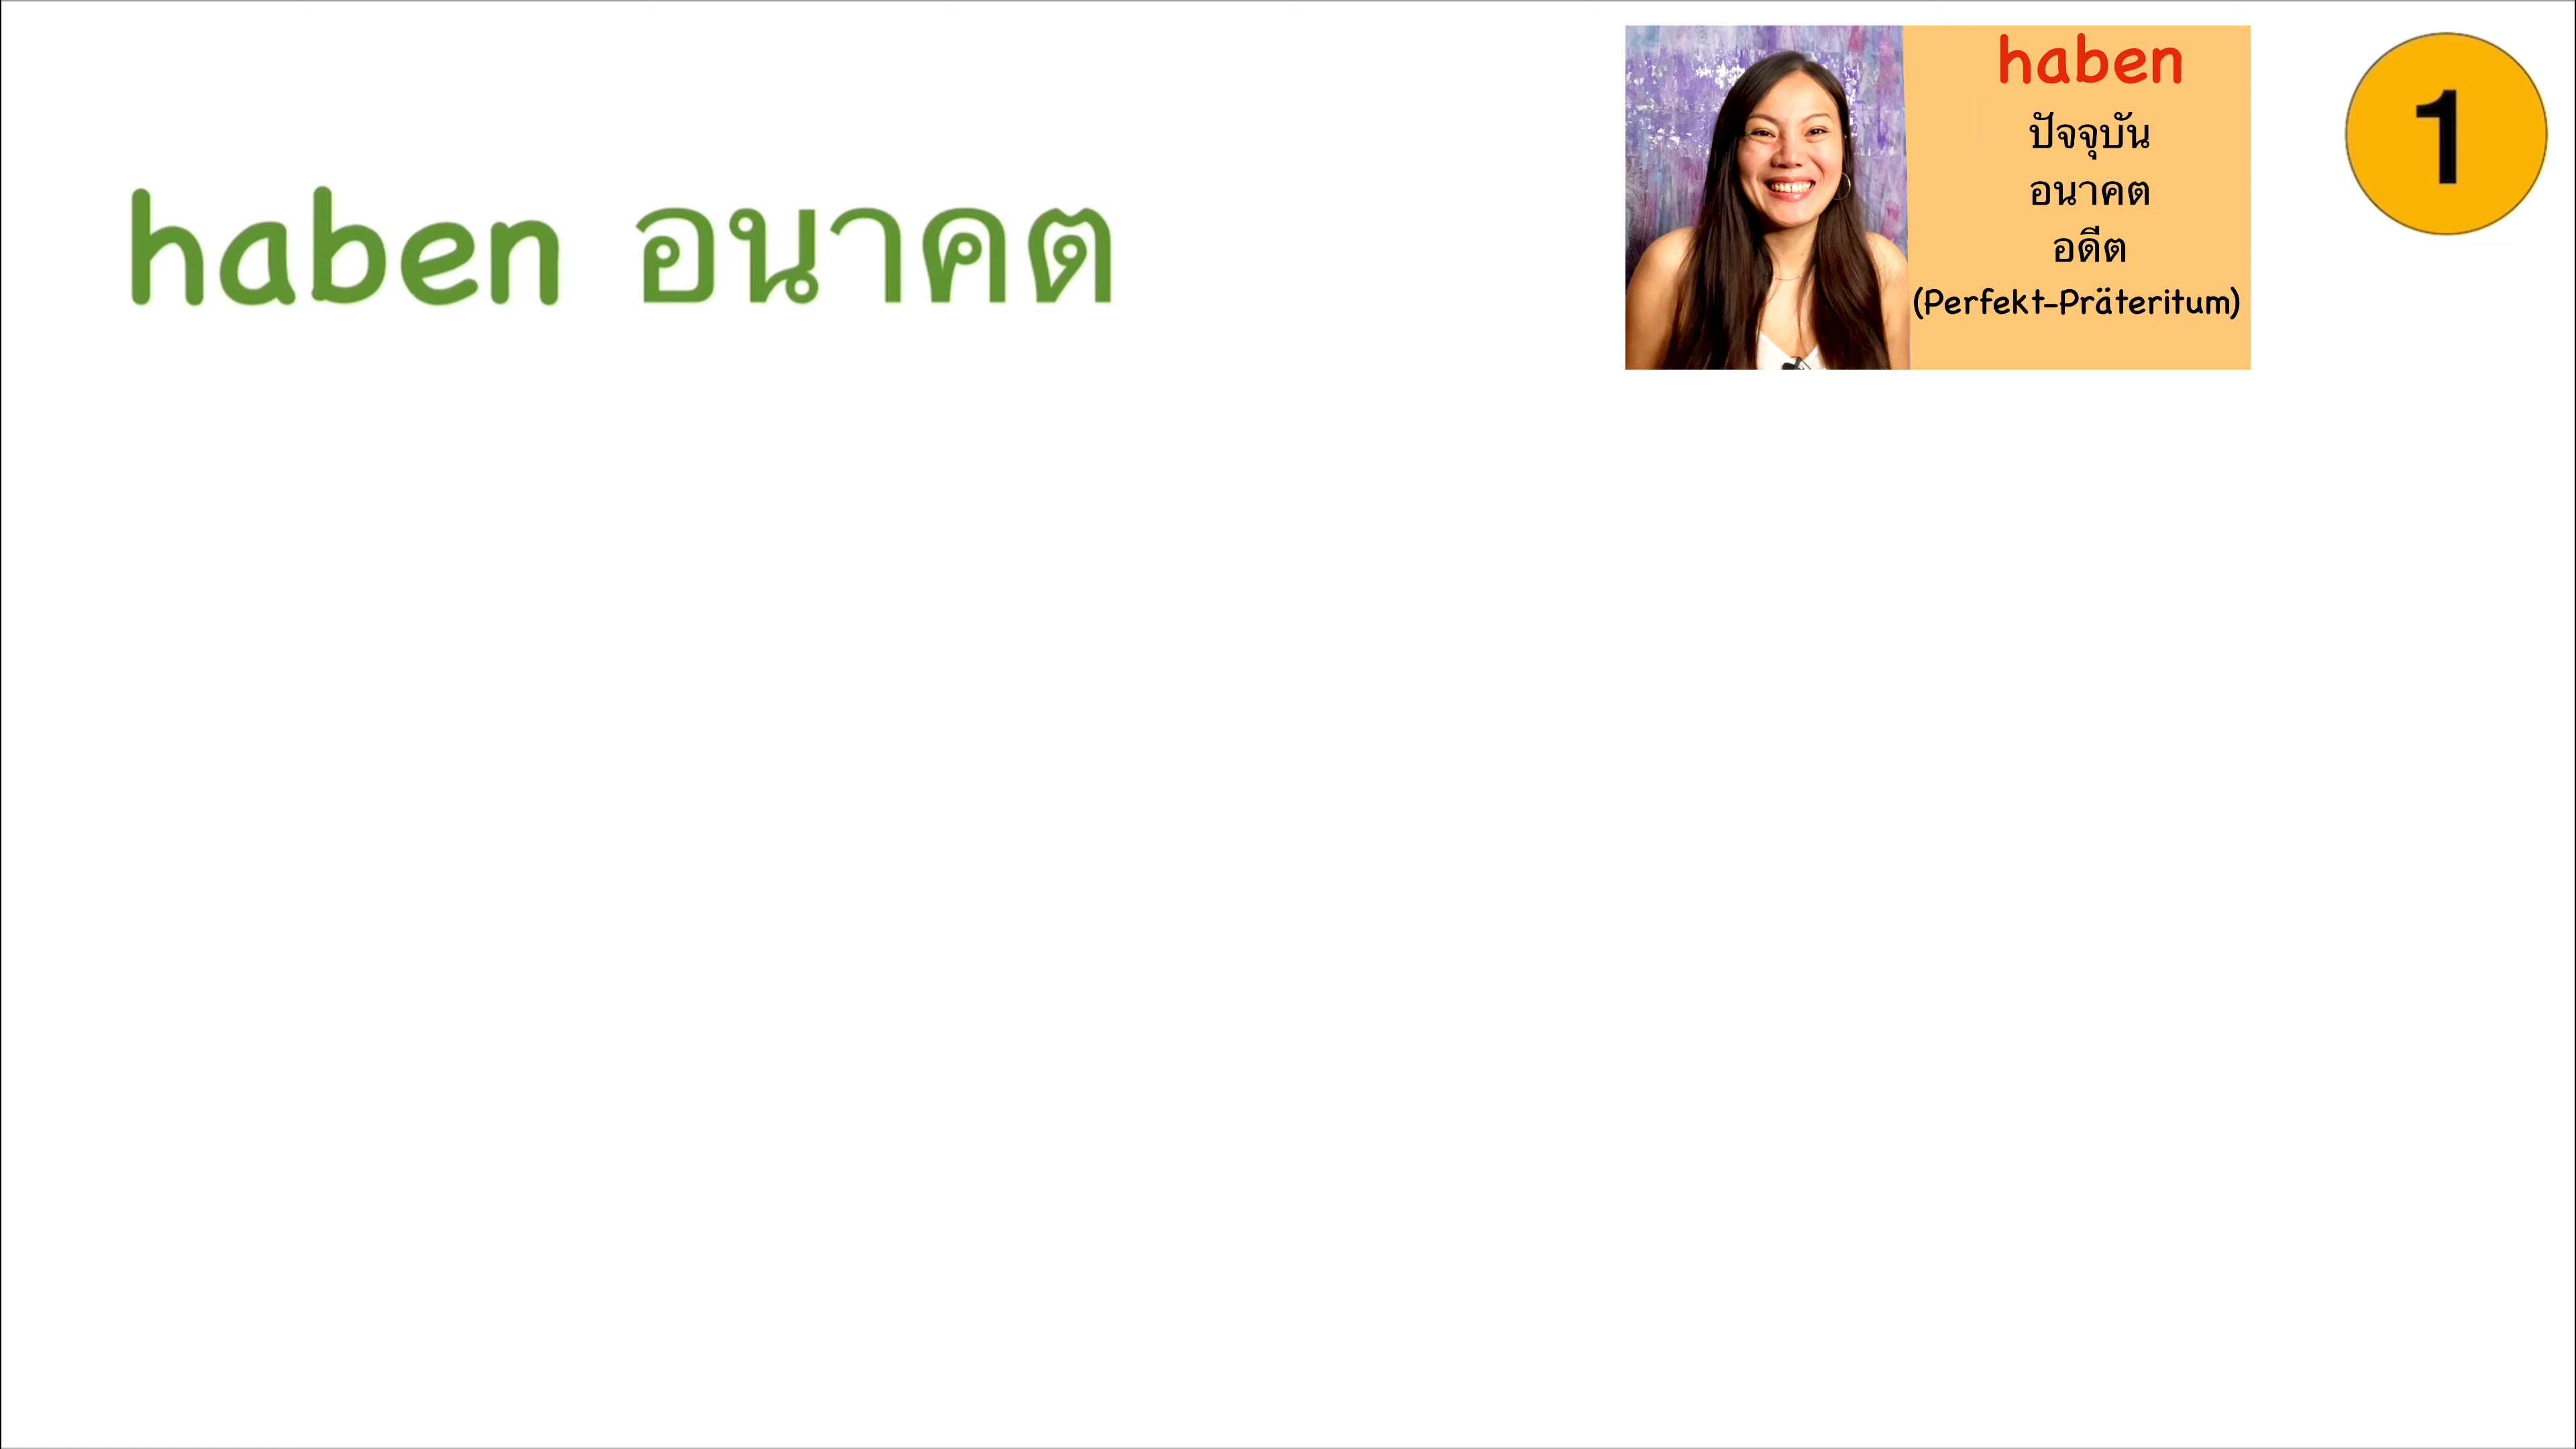 haben อนาคต
haben
ปัจจุบัน
อนาคต
อดีต
(Perfekt-Präteritum)
1